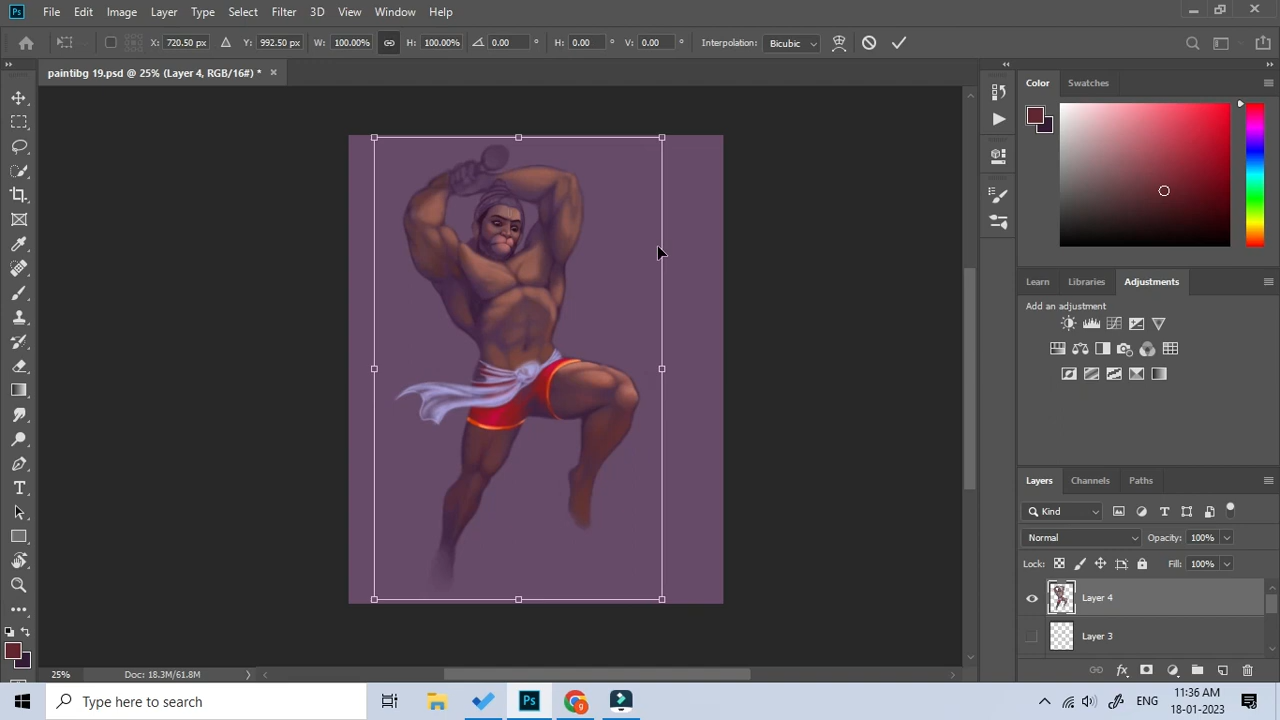 Ps File Edit Image Layer Type Select Filter 3D View Window Help
X: 720.50 px Y: 992.50 px W: 100.00% H: 100.00% 0.00 ° H: 0.00 ° V: 0.00 ° Interpolation: Bicubic
paintibg 19.psd @ 25% (Layer 4, RGB/16#) *
Color Swatches
Learn Libraries Adjustments
Add an adjustment
Layers Channels Paths
Kind
Normal Opacity: 100%
Lock: Fill: 100%
Layer 4
Layer 3
25% Doc: 18.3M/61.8M
Type here to search
Ps
ENG
11:36 AM
18-01-2023